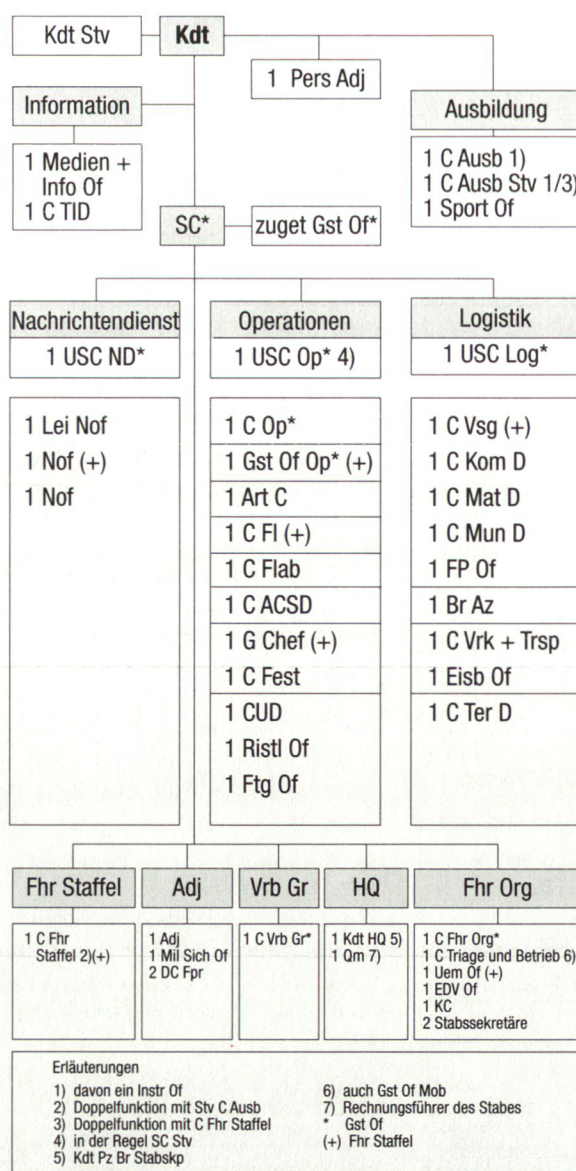 Kdt Stv
Kdt
1 Pers Adj
Information
1 Medien +
Info Of
1 C TID
Ausbildung
1 C Ausb 1)
1 C Ausb Stv 1/3)
1 Sport Of
SC*
zuget Gst Of*
Nachrichtendienst
1 USC ND*
Operationen
1 USC Op* 4)
Logistik
1 USC Log*
1 Lei Nof
1 Nof (+)
1 Nof
1 C Op*
1 Gst Of Op* (+)
1 Art C
1 C Fl (+)
1 C Flab
1 C ACSD
1 G Chef (+)
1 C Fest
1 CUD
1 Ristl Of
1 Ftg Of
1 C Vsg (+)
1 C Kom D
1 C Mat D
1 C Mun D
1 FP Of
1 Br Az
1 C Vrk + Trsp
1 Eisb Of
1 C Ter D
Fhr Staffel
1 C Fhr
Staffel 2)(+)
Adj
1 Adj
1 Mil Sich Of
2 DC Fpr
Vrb Gr
1 C Vrb Gr*
HQ
1 Kdt HQ 5)
1 Qm 7)
Fhr Org
1 C Fhr Org*
1 C Triage und Betrieb 6)
1 Uem Of (+)
1 EDV Of
1 KC
2 Stabssekretäre
Erläuterungen
1) davon ein Instr Of
2) Doppelfunktion mit Stv C Ausb
3) Doppelfunktion mit C Fhr Staffel
4) in der Regel SC Stv
5) Kdt Pz Br Stabskp
6) auch Gst Of Mob
7) Rechnungsführer des Stabes
* Gst Of
(+) Fhr Staffel